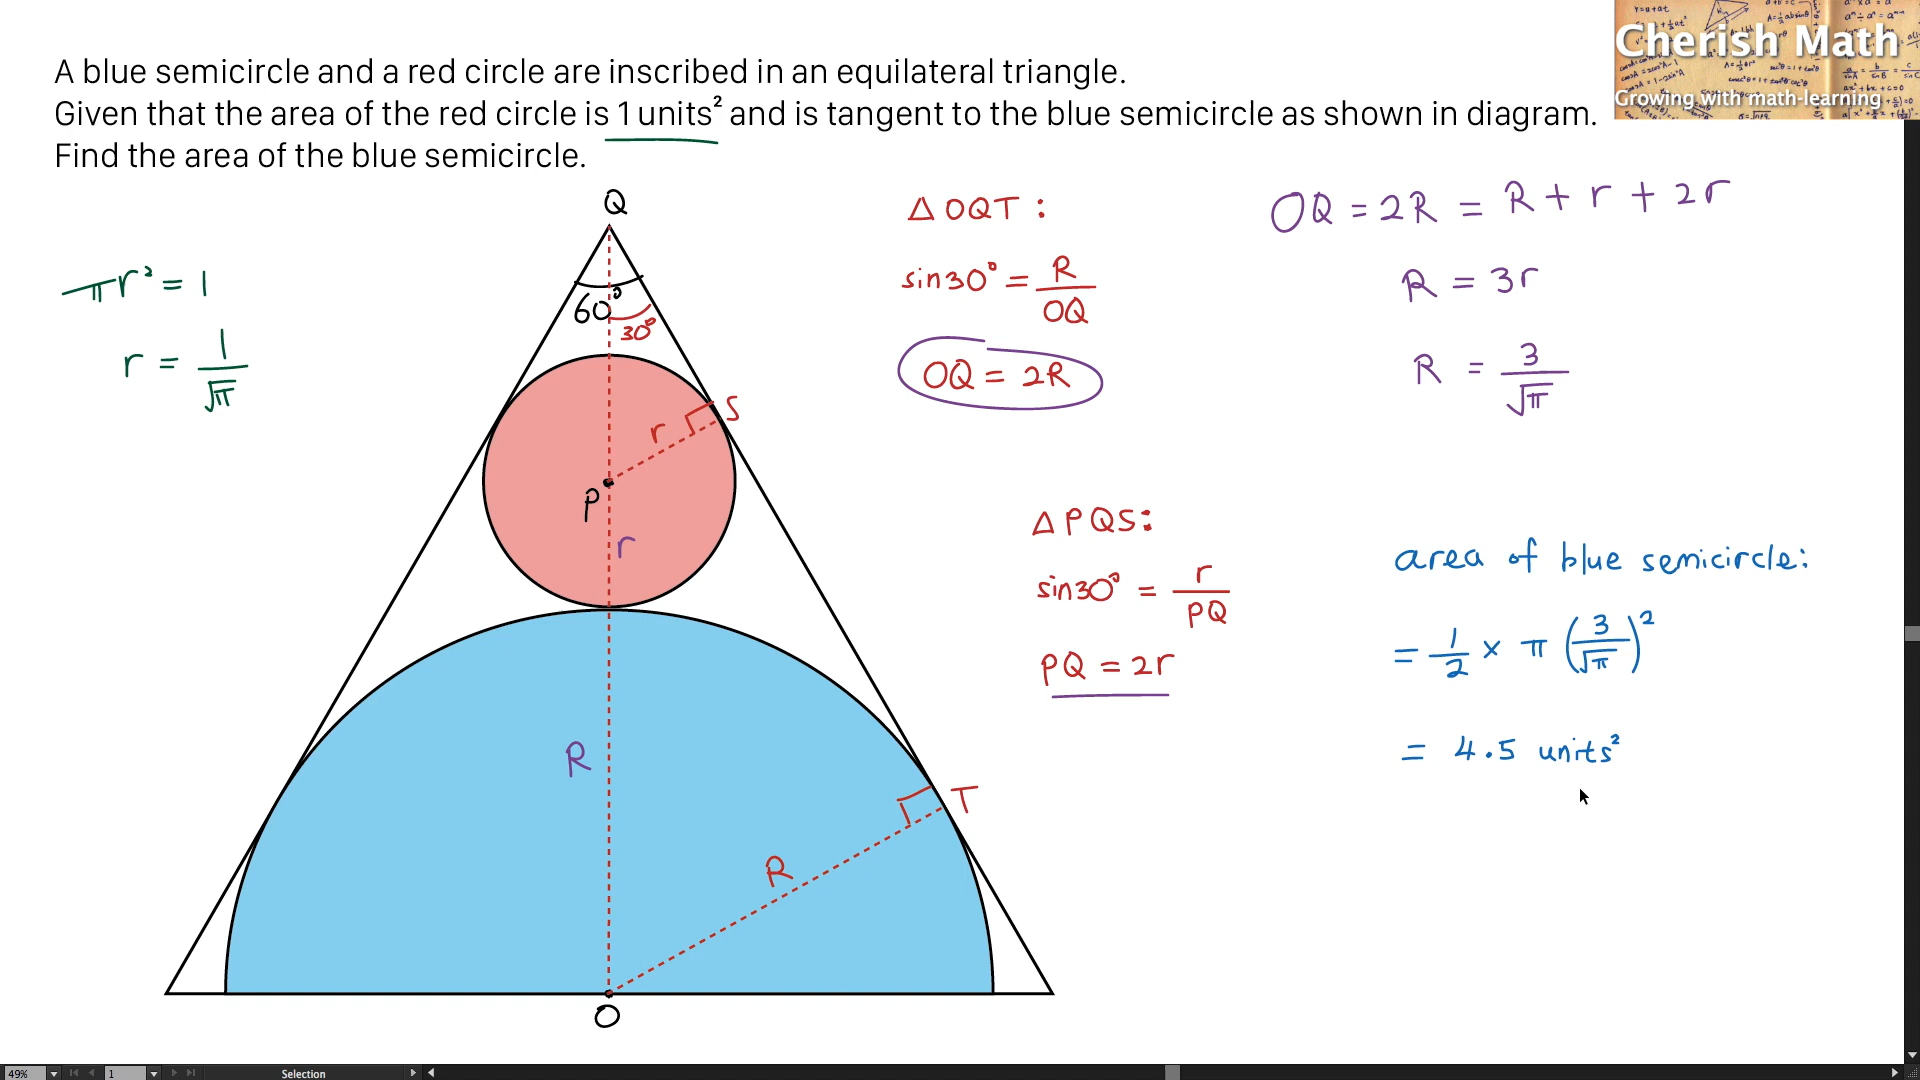 A blue semicircle and a red circle are inscribed in an equilateral triangle.
Given that the area of the red circle is 1 units² and is tangent to the blue semicircle as shown in diagram.
Find the area of the blue semicircle.
Cherish Math
Growing with math-learning
πr² = 1
r = 1/√π
Q
60°
30°
S
r
P
r
R
T
R
O
△OQT:
sin30° = R/OQ
OQ = 2R
△PQS:
sin30° = r/PQ
PQ = 2r
OQ = 2R = R + r + 2r
R = 3r
R = 3/√π
area of blue semicircle:
= 1/2 × π (3/√π)²
= 4.5 units²
49%
1
Selection